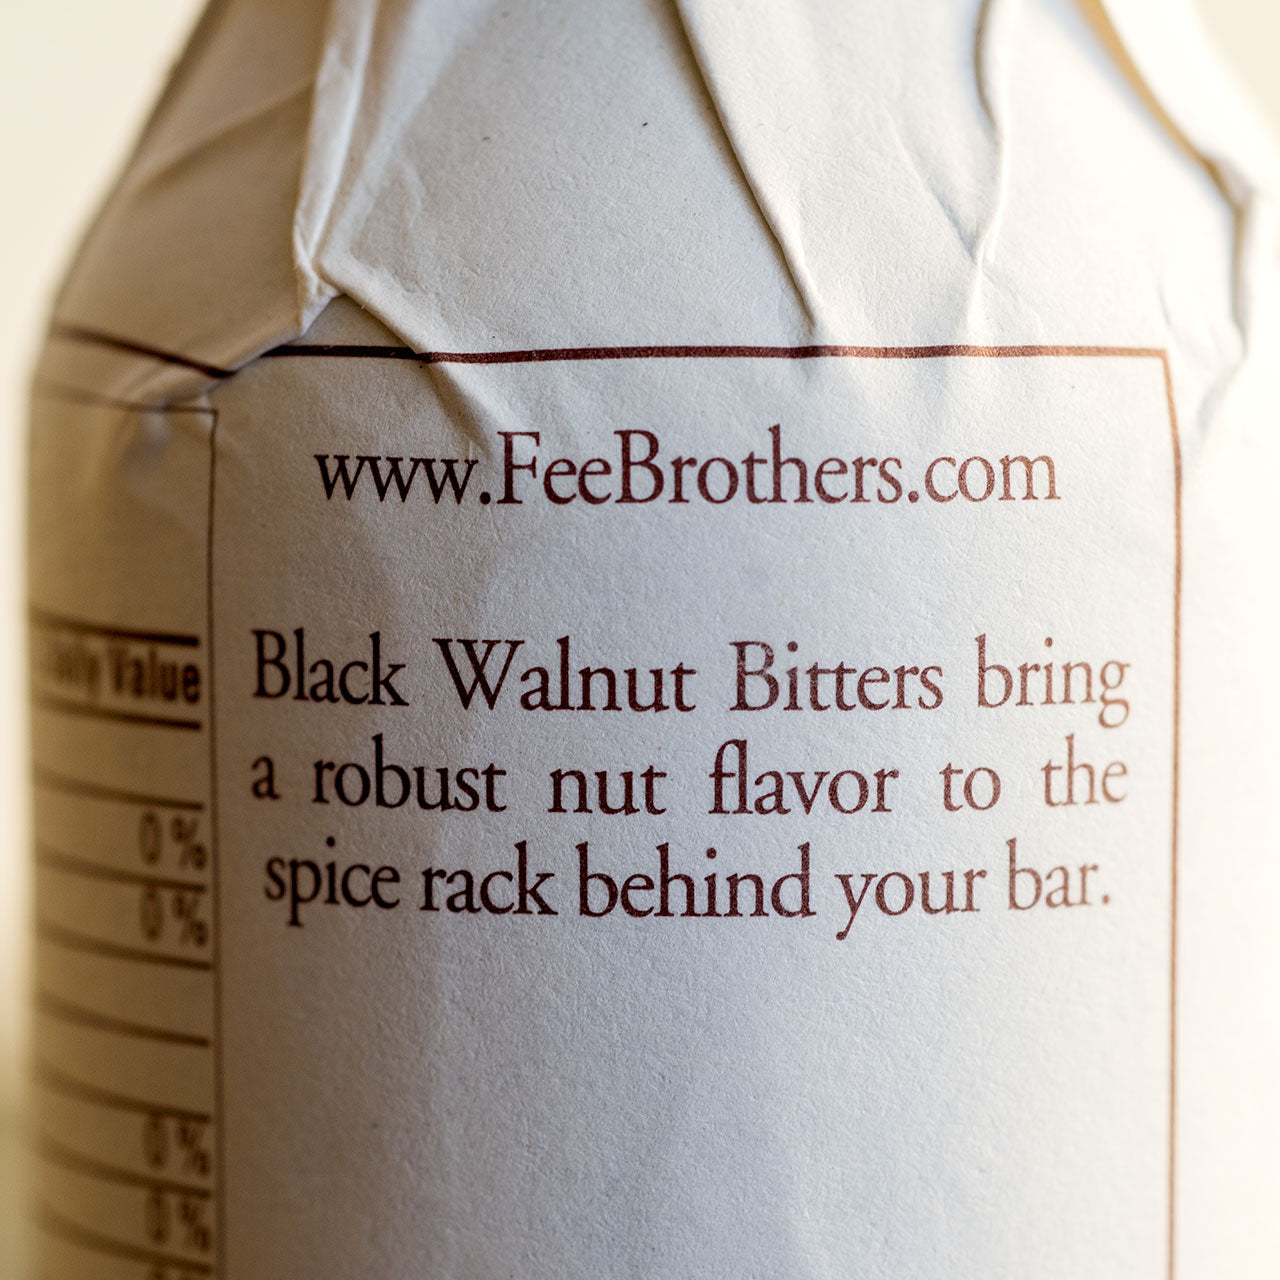 www.FeeBrothers.com
Black Walnut Bitters bring
a robust nut flavor to the
spice rack behind your bar.
Value
0%
0%
0%
0%